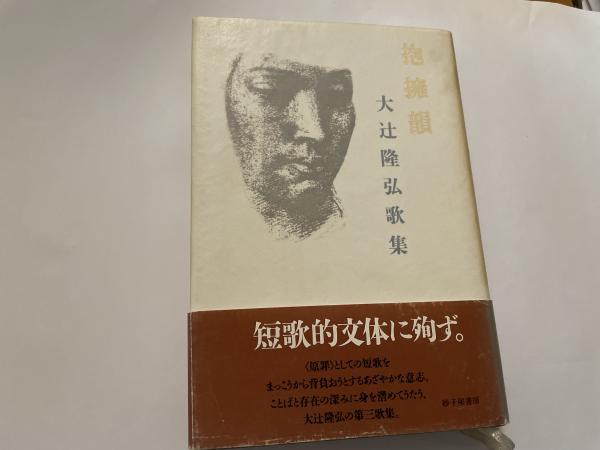 抱擁韻
大辻隆弘歌集
短歌的文体に殉ず。
〈原罪〉としての短歌を
まっこうから背負おうとするあざやかな意志。
ことばと存在の深みに身を潜めてうたう、
大辻隆弘の第三歌集。
砂子屋書房